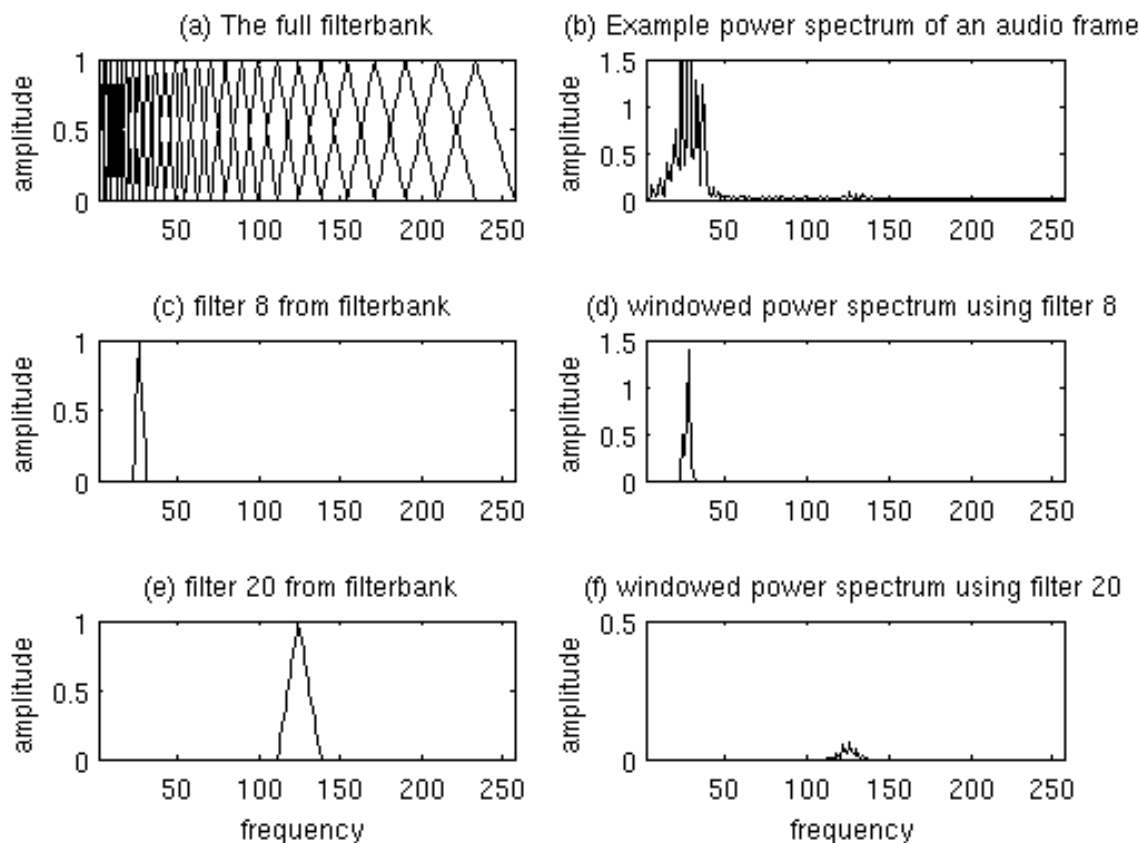 (a) The full filterbank
amplitude
1
0.5
0
50 100 150 200 250
(b) Example power spectrum of an audio frame
amplitude
1.5
1
0.5
0
50 100 150 200 250
(c) filter 8 from filterbank
amplitude
1
0.5
0
50 100 150 200 250
(d) windowed power spectrum using filter 8
amplitude
1.5
1
0.5
0
50 100 150 200 250
(e) filter 20 from filterbank
amplitude
1
0.5
0
50 100 150 200 250
frequency
(f) windowed power spectrum using filter 20
amplitude
0.5
0
50 100 150 200 250
frequency